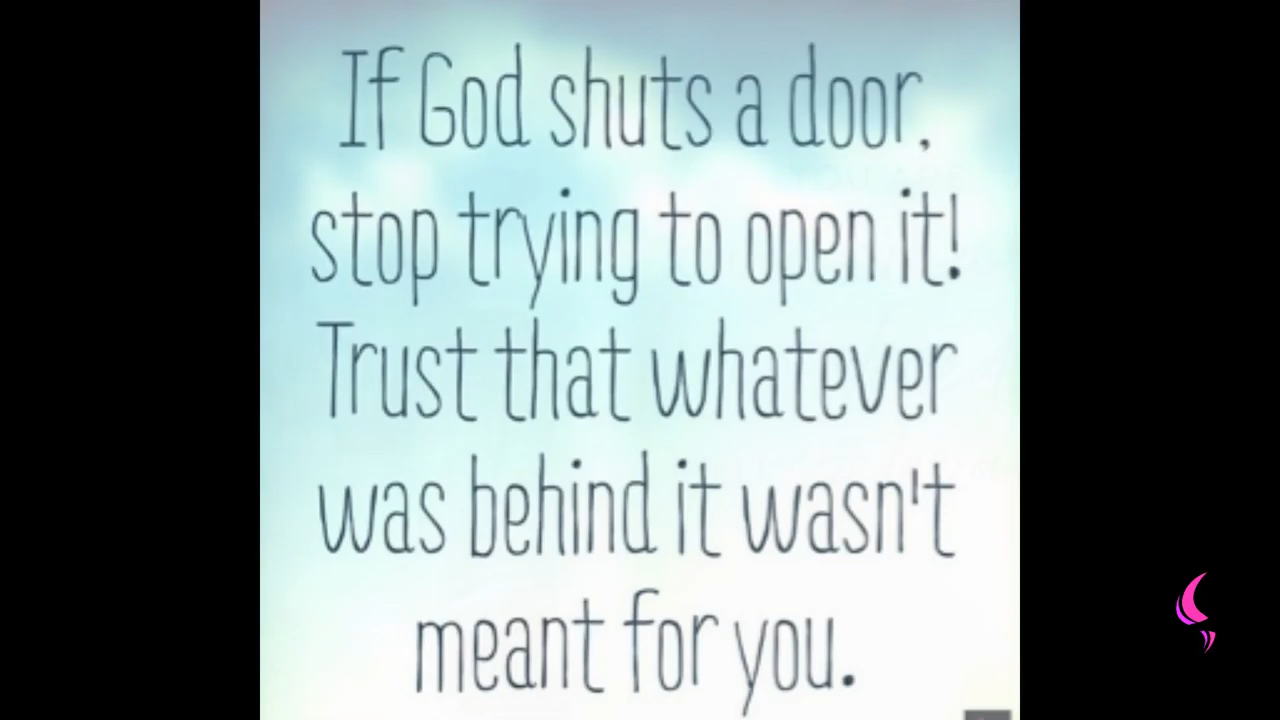 If God shuts a door,
stop trying to open it!
Trust that whatever
was behind it wasn't
meant for you.